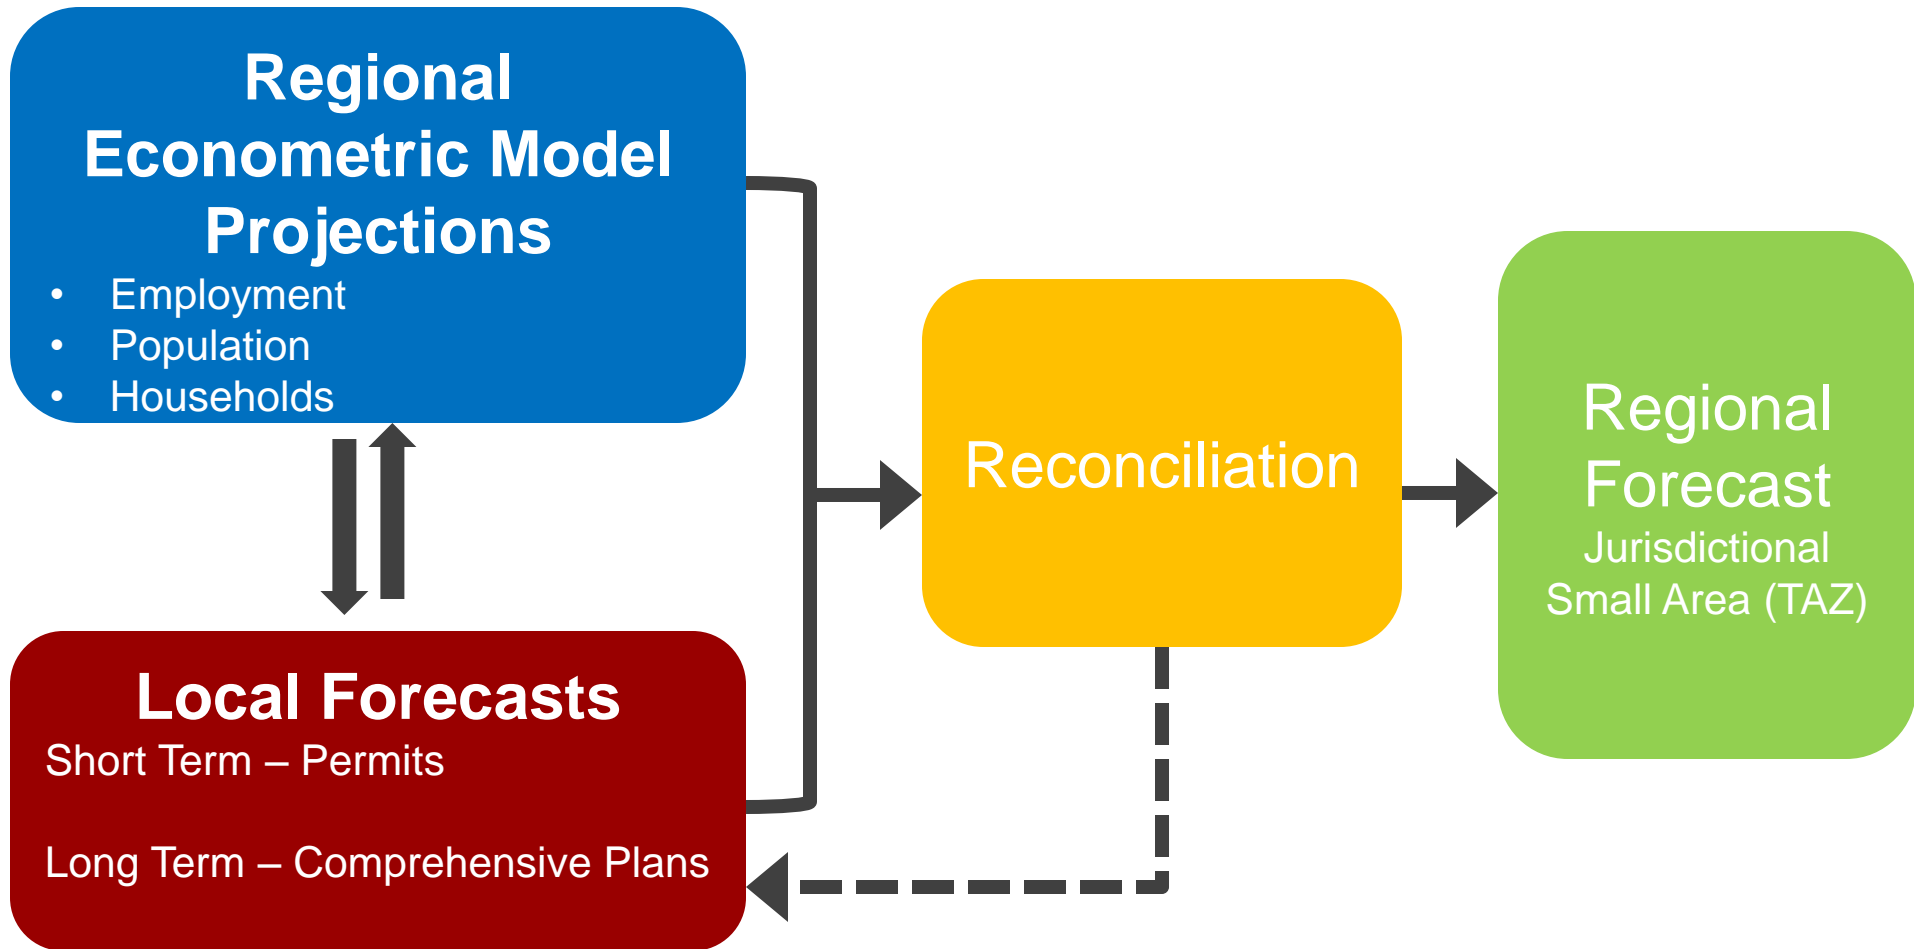 Regional
Econometric Model
Projections
• Employment
• Population
• Households
Local Forecasts
Short Term – Permits
Long Term – Comprehensive Plans
Reconciliation
Regional
Forecast
Jurisdictional
Small Area (TAZ)